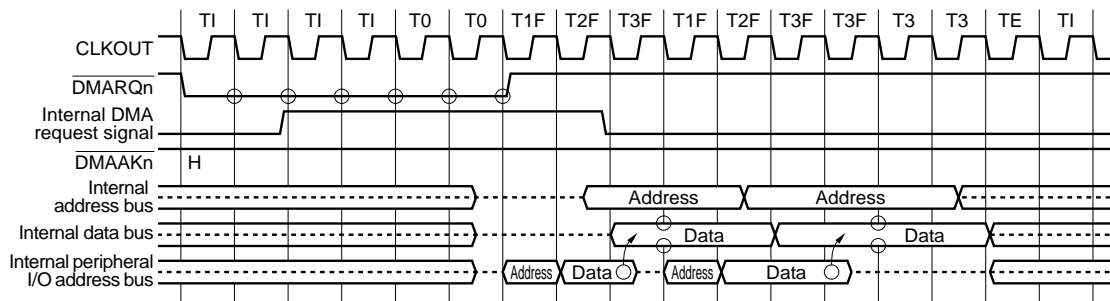 TI TI TI TI T0 T0 T1F T2F T3F T1F T2F T3F T3F T3 T3 TE TI
CLKOUT
DMARQn
Internal DMA
request signal
DMAAKn H
Internal
address bus Address Address
Internal data bus Data Data
Internal peripheral
I/O address bus Address Data Address Data